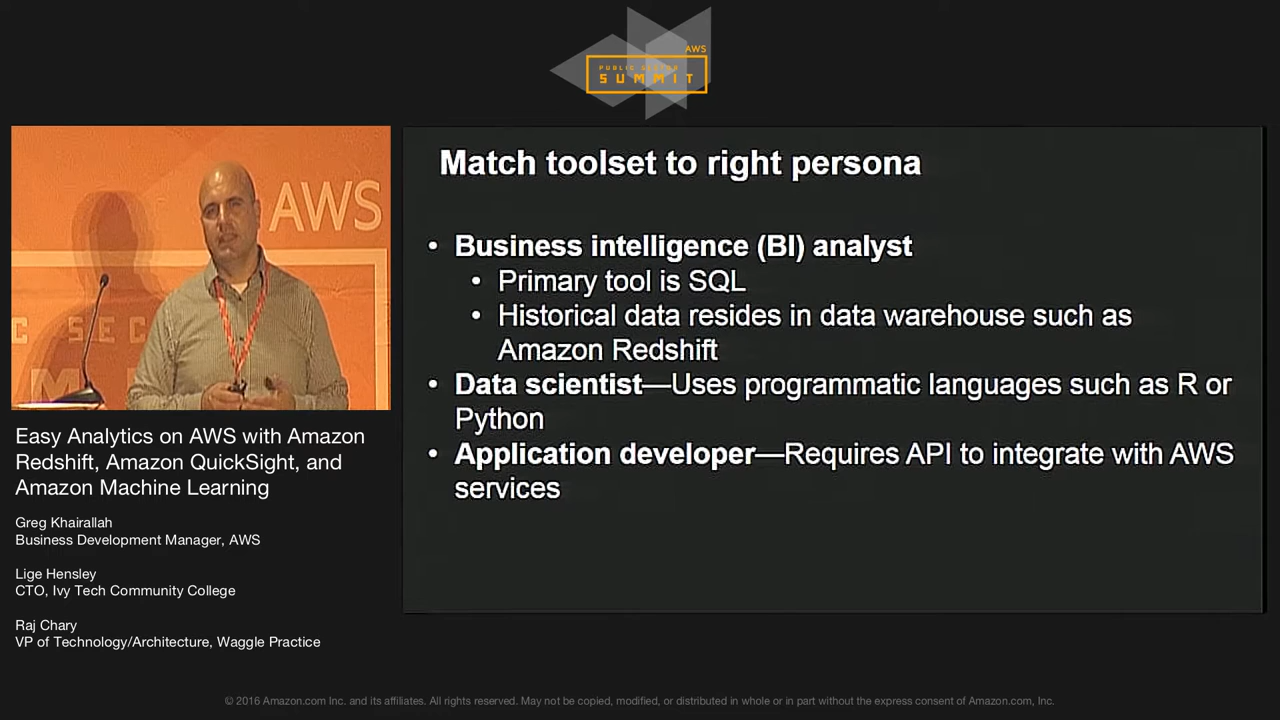 AWS
PUBLIC SECTOR
SUMMIT
AWS
C SEC
M M
Match toolset to right persona
• Business intelligence (BI) analyst
• Primary tool is SQL
• Historical data resides in data warehouse such as
Amazon Redshift
• Data scientist—Uses programmatic languages such as R or
Python
• Application developer—Requires API to integrate with AWS
services
Easy Analytics on AWS with Amazon
Redshift, Amazon QuickSight, and
Amazon Machine Learning
Greg Khairallah
Business Development Manager, AWS
Lige Hensley
CTO, Ivy Tech Community College
Raj Chary
VP of Technology/Architecture, Waggle Practice
© 2016 Amazon.com Inc. and its affiliates. All rights reserved. May not be copied, modified, or distributed in whole or in part without the express consent of Amazon.com, Inc.